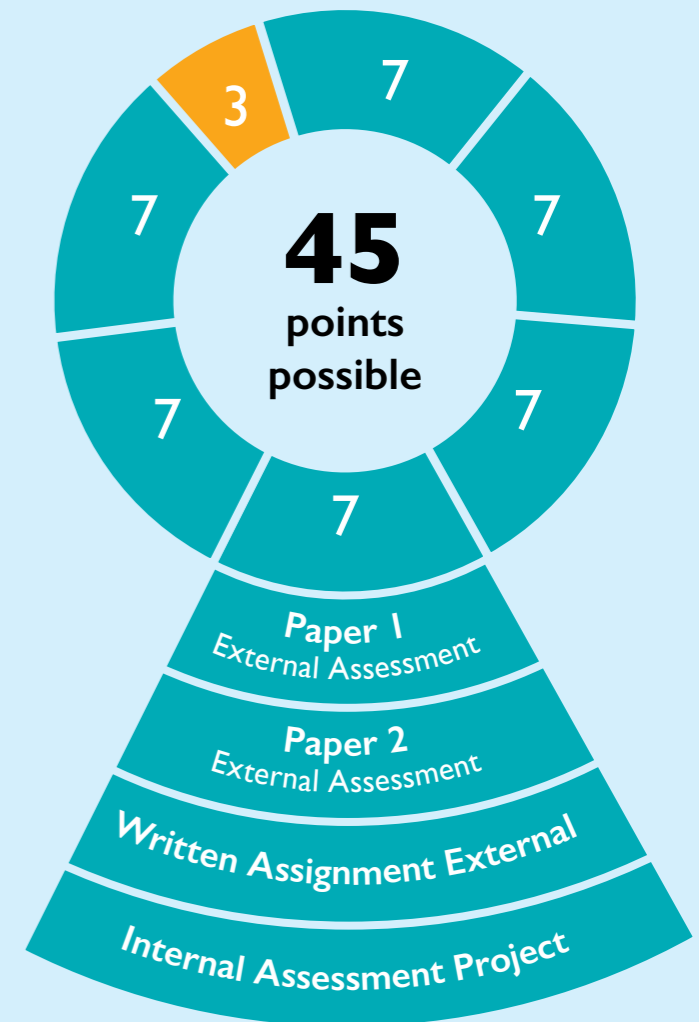 3
7
7
7
7
7
7
45
points
possible
Paper 1
External Assessment
Paper 2
External Assessment
Written Assignment External
Internal Assessment Project